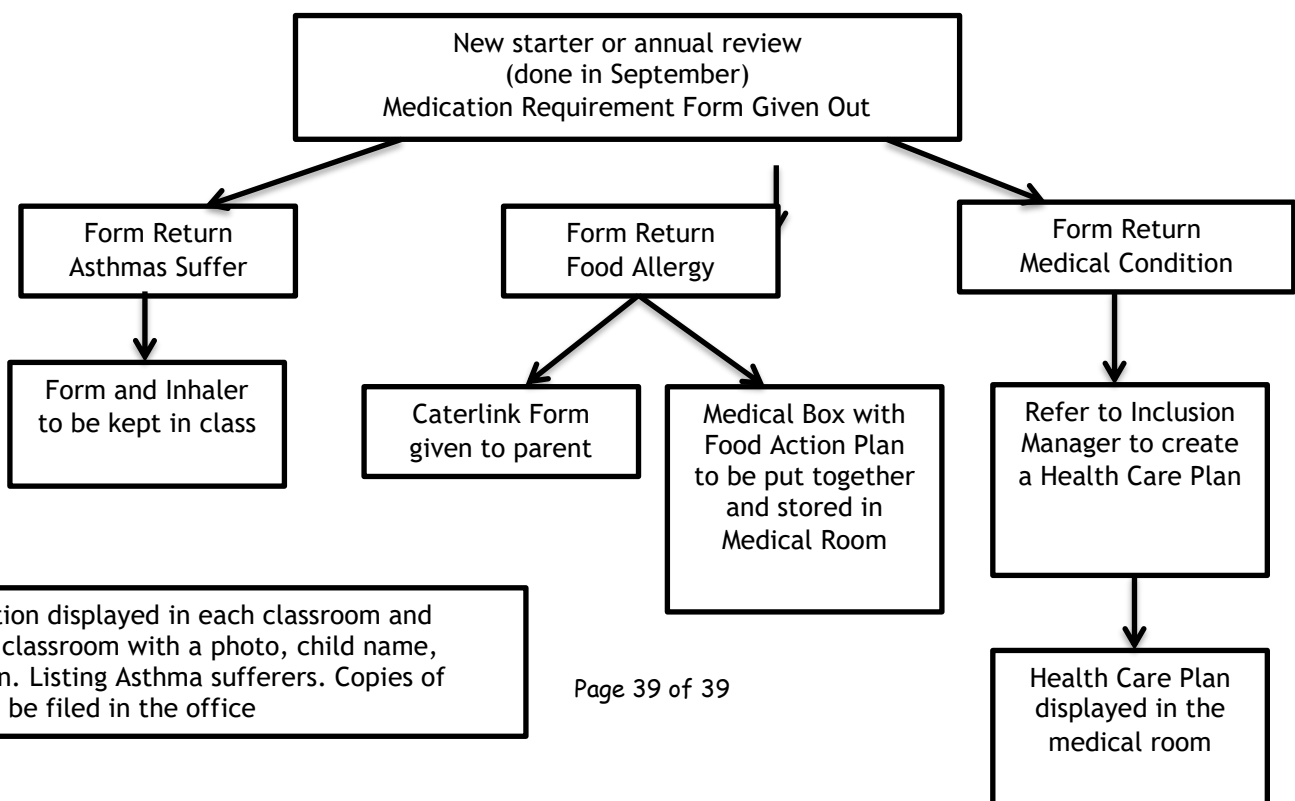 New starter or annual review
(done in September)
Medication Requirement Form Given Out
Form Return
Asthmas Suffer
Form Return
Food Allergy
Form Return
Medical Condition
Form and Inhaler
to be kept in class
Caterlink Form
given to parent
Medical Box with
Food Action Plan
to be put together
and stored in
Medical Room
Refer to Inclusion
Manager to create
a Health Care Plan
displayed in each classroom and
classroom with a photo, child name,
Listing Asthma sufferers. Copies of
be filed in the office
Page 39 of 39
Health Care Plan
displayed in the
medical room